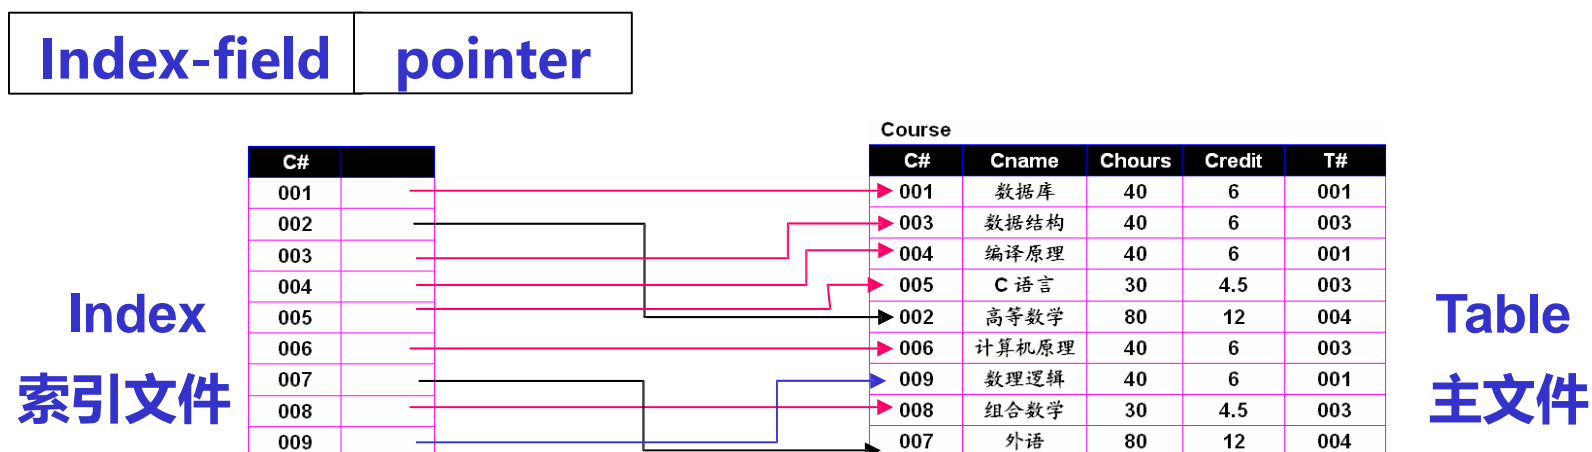 Index-field pointer
Course
C#
001
002
003
004
005
006
007
008
009
C# Cname Chours Credit T#
001 数据库 40 6 001
003 数据结构 40 6 003
004 编译原理 40 6 001
005 C 语言 30 4.5 003
002 高等数学 80 12 004
006 计算机原理 40 6 003
009 数理逻辑 40 6 001
008 组合数学 30 4.5 003
007 外语 80 12 004
Index
索引文件
Table
主文件